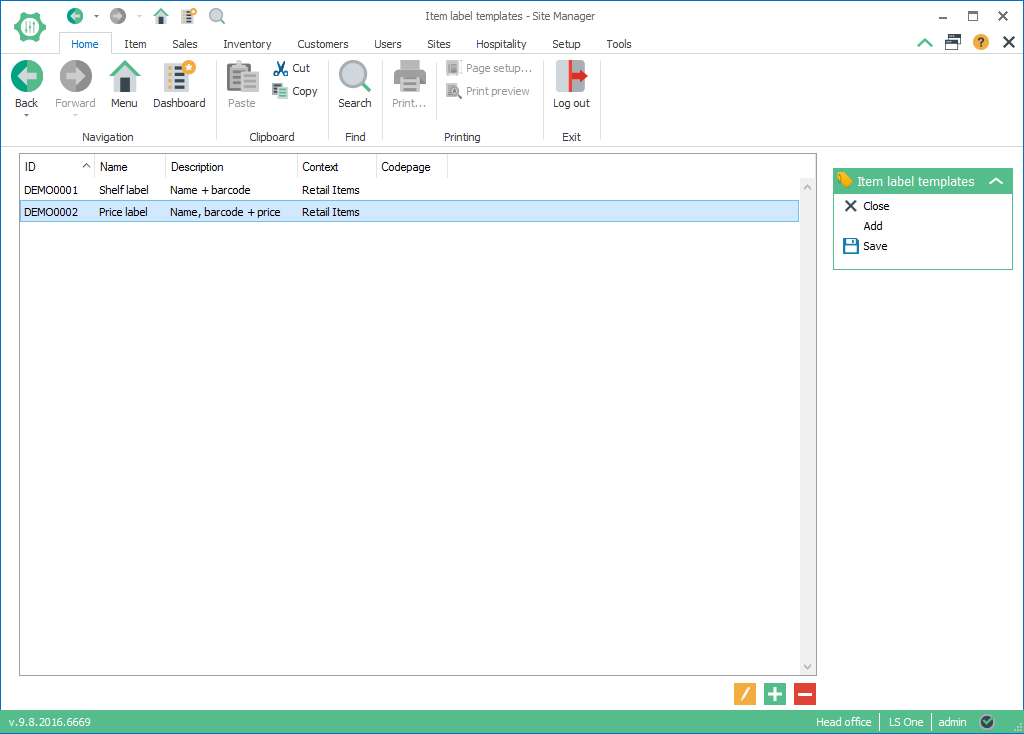 Item label templates - Site Manager
Home Item Sales Inventory Customers Users Sites Hospitality Setup Tools
Back Forward Menu Dashboard
Navigation
Paste Cut
Copy
Clipboard
Search
Find
Print... Page setup...
Print preview
Printing
Log out
Exit
ID Name Description Context Codepage
DEMO0001 Shelf label Name + barcode Retail Items
DEMO0002 Price label Name, barcode + price Retail Items
Item label templates
Close
Add
Save
v.9.8.2016.6669 Head office LS One admin